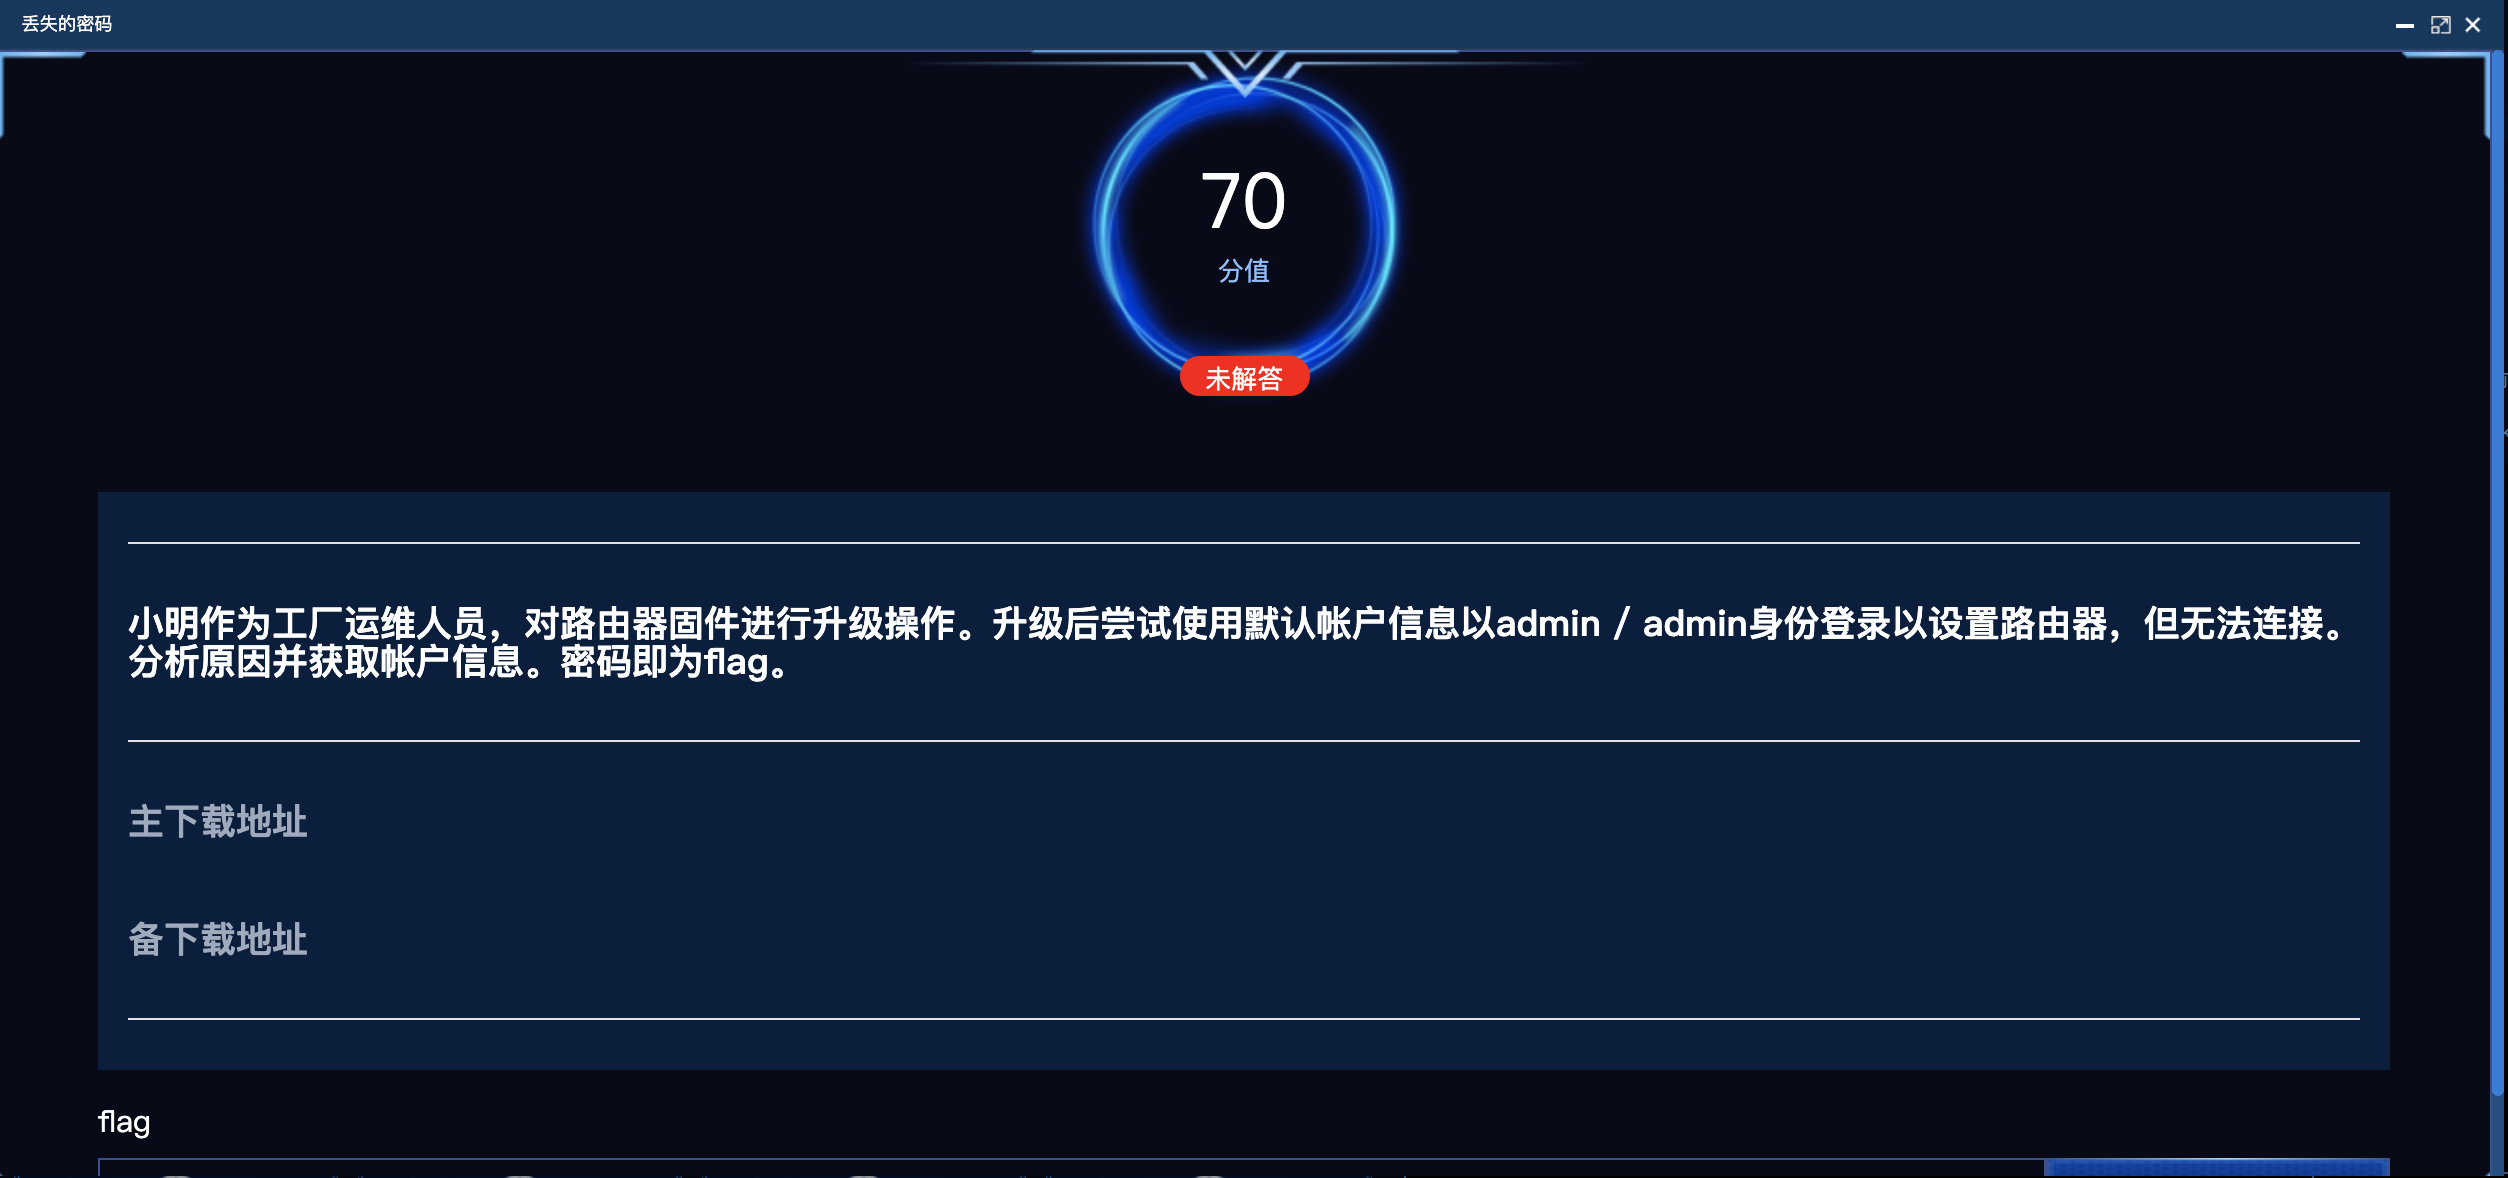 丢失的密码
70
分值
未解答
小明作为工厂运维人员，对路由器固件进行升级操作。升级后尝试使用默认帐户信息以admin / admin身份登录以设置路由器，但无法连接。
分析原因并获取帐户信息。密码即为flag。
主下载地址
备下载地址
flag